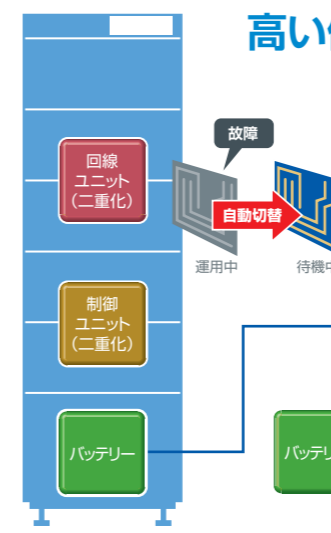 高い
故障
回線
ユニット
(二重化)
自動切替
運用中
待機中
制御
ユニット
(二重化)
バッテリー
バッテリ